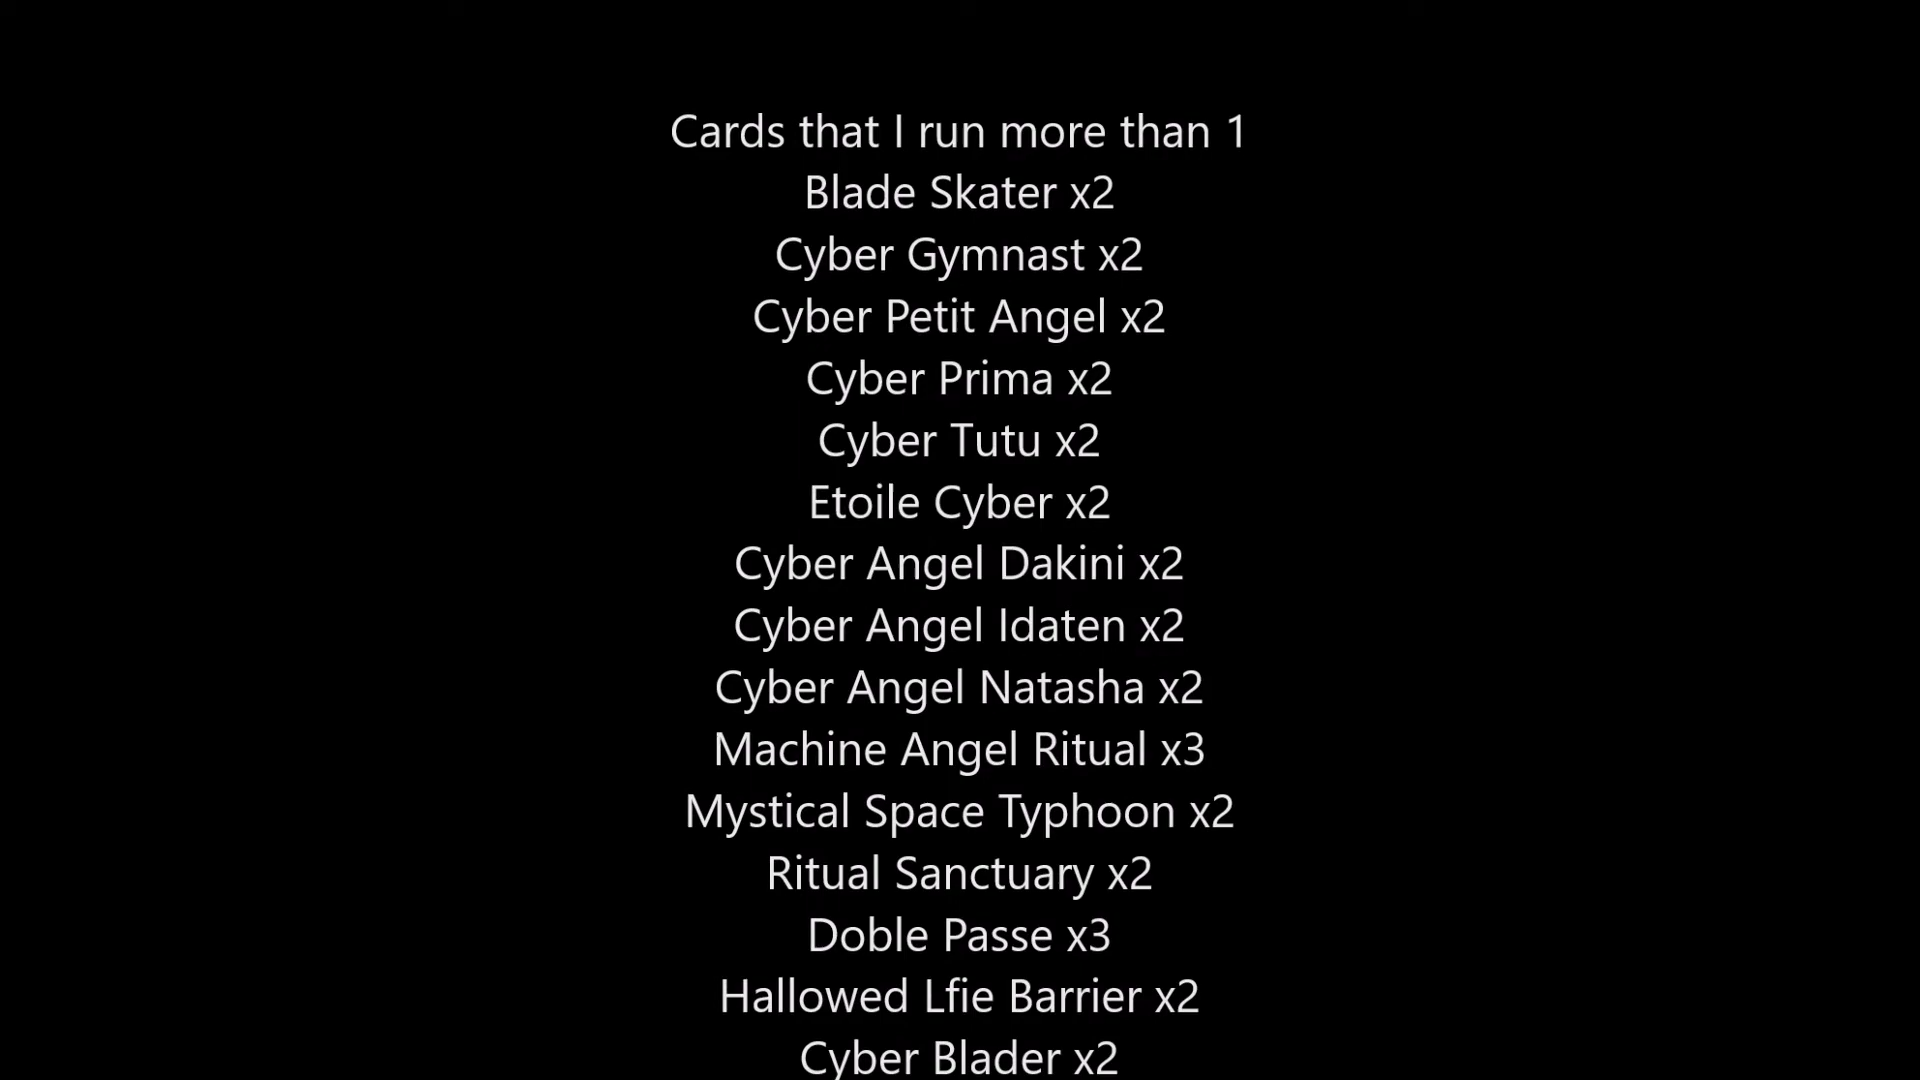 Cards that I run more than 1
Blade Skater x2
Cyber Gymnast x2
Cyber Petit Angel x2
Cyber Prima x2
Cyber Tutu x2
Etoile Cyber x2
Cyber Angel Dakini x2
Cyber Angel Idaten x2
Cyber Angel Natasha x2
Machine Angel Ritual x3
Mystical Space Typhoon x2
Ritual Sanctuary x2
Doble Passe x3
Hallowed Lfie Barrier x2
Cyber Blader x2